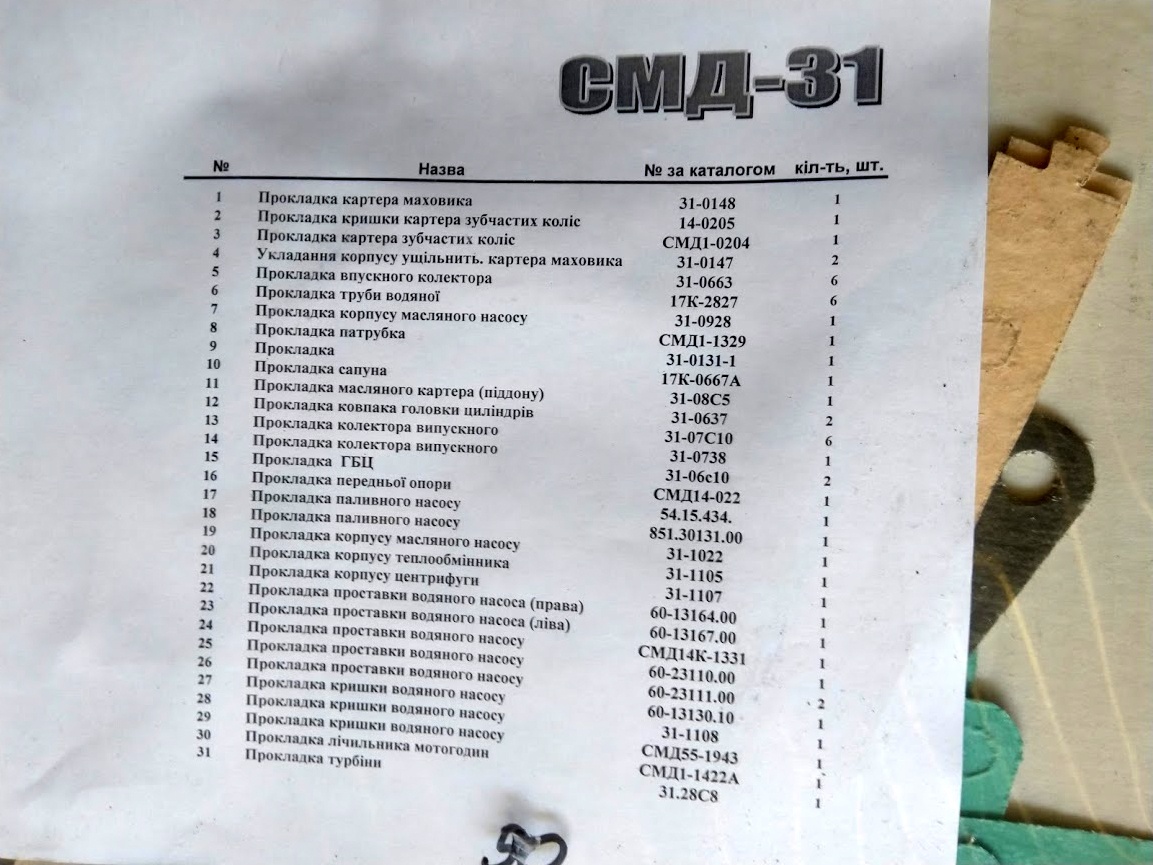 СМД-31
№ Назва № за каталогом кіл-ть, шт.
1 Прокладка картера маховика 31-0148 1
2 Прокладка кришки картера зубчастих коліс 14-0205 1
3 Прокладка картера зубчастих коліс СМД1-0204 1
4 Укладання корпусу ущільнить. картера маховика 31-0147 2
5 Прокладка впускного колектора 31-0663 6
6 Прокладка труби водяної 17К-2827 6
7 Прокладка корпусу масляного насосу 31-0928 1
8 Прокладка патрубка СМД1-1329 1
9 Прокладка 31-0131-1 1
10 Прокладка сапуна 17К-0667А 1
11 Прокладка масляного картера (піддону) 31-08С5 1
12 Прокладка ковпака головки циліндрів 31-0637 2
13 Прокладка колектора випускного 31-07С10 6
14 Прокладка колектора випускного 31-0738 1
15 Прокладка ГБЦ 31-06с10 2
16 Прокладка передньої опори СМД14-022 1
17 Прокладка паливного насосу 54.15.434. 1
18 Прокладка паливного насосу 851.30131.00 1
19 Прокладка корпусу масляного насосу 31-1022 1
20 Прокладка корпусу теплообмінника 31-1105 1
21 Прокладка корпусу центрифуги 31-1107 1
22 Прокладка проставки водяного насоса (права) 60-13164.00 1
23 Прокладка проставки водяного насоса (ліва) 60-13167.00 1
24 Прокладка проставки водяного насосу СМД14К-1331 1
25 Прокладка проставки водяного насосу 60-23110.00 1
26 Прокладка проставки водяного насосу 60-23111.00 2
27 Прокладка кришки водяного насосу 60-13130.10 1
28 Прокладка кришки водяного насосу 31-1108 1
29 Прокладка кришки водяного насосу СМД55-1943 1
30 Прокладка лічильника мотогодин СМД1-1422А 1
31 Прокладка турбіни 31.28С8 1